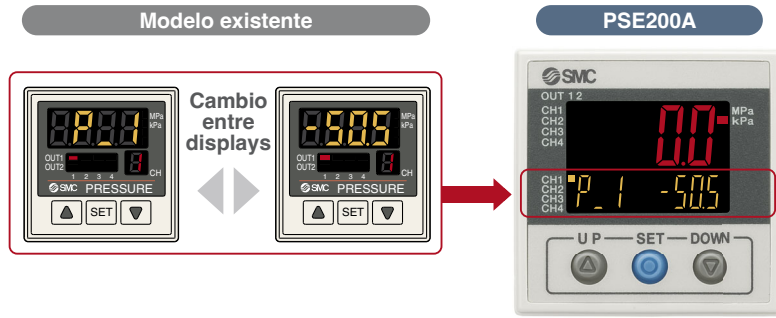 Modelo existente
PSE200A
P_1
MPa
kPa
OUT1
OUT2
1 2 3 4
1
CH
SMC PRESSURE
SET
Cambio
entre
displays
-50.5
MPa
kPa
OUT1
OUT2
1 2 3 4
1
CH
SMC PRESSURE
SET
SMC
OUT 1 2
CH1
CH2
CH3
CH4
0.0
MPa
kPa
CH1
CH2
CH3
CH4
P_1 -50.5
UP SET DOWN